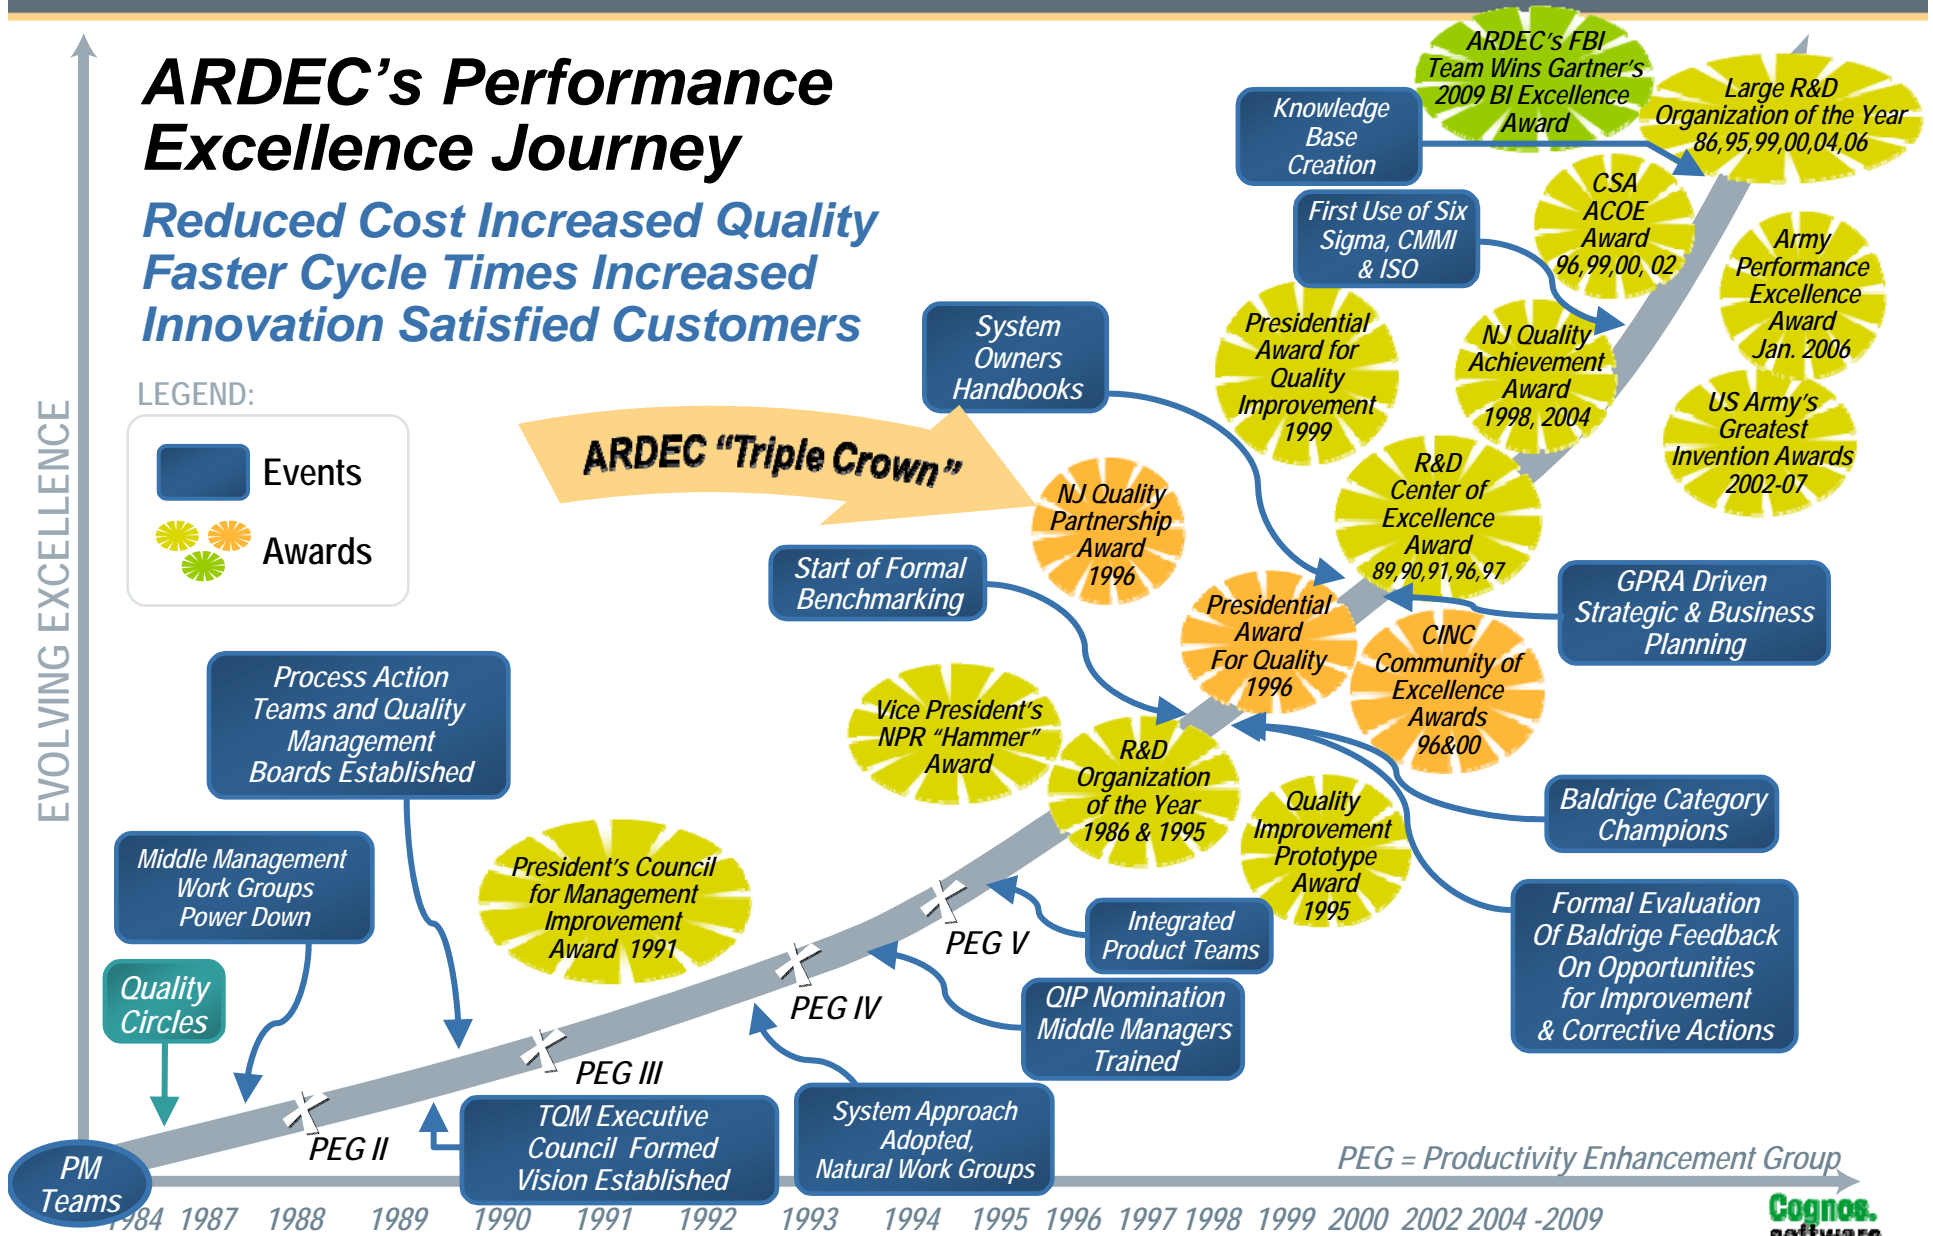 ARDEC's Performance
Excellence Journey
Reduced Cost Increased Quality
Faster Cycle Times Increased
Innovation Satisfied Customers
LEGEND:
Events
Awards
EVOLVING EXCELLENCE
ARDEC "Triple Crown"
ARDEC's FBI
Team Wins Gartner's
2009 BI Excellence
Award
Large R&D
Organization of the Year
86,95,99,00,04,06
Knowledge
Base
Creation
CSA
ACOE
Award
96,99,00, 02
First Use of Six
Sigma, CMMI
& ISO
Army
Performance
Excellence
Award
Jan. 2006
System
Owners
Handbooks
Presidential
Award for
Quality
Improvement
1999
NJ Quality
Achievement
Award
1998, 2004
US Army's
Greatest
Invention Awards
2002-07
R&D
Center of
Excellence
Award
89,90,91,96,97
NJ Quality
Partnership
Award
1996
Start of Formal
Benchmarking
Presidential
Award
For Quality
1996
GPRA Driven
Strategic & Business
Planning
CINC
Community of
Excellence
Awards
96&00
Process Action
Teams and Quality
Management
Boards Established
Vice President's
NPR "Hammer"
Award
R&D
Organization
of the Year
1986 & 1995
Quality
Improvement
Prototype
Award
1995
Baldrige Category
Champions
Middle Management
Work Groups
Power Down
President's Council
for Management
Improvement
Award 1991
Formal Evaluation
Of Baldrige Feedback
On Opportunities
for Improvement
& Corrective Actions
Integrated
Product Teams
PEG V
Quality
Circles
PEG IV
QIP Nomination
Middle Managers
Trained
PEG III
PEG II
TQM Executive
Council Formed
Vision Established
System Approach
Adopted,
Natural Work Groups
PEG = Productivity Enhancement Group
PM
Teams
1984 1987 1988 1989 1990 1991 1992 1993 1994 1995 1996 1997 1998 1999 2000 2002 2004 -2009
Cognos.
software